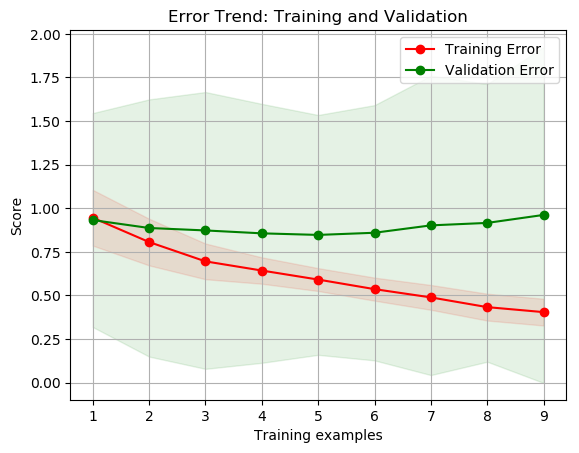 Error Trend: Training and Validation
Training Error
Validation Error
Score
2.00
1.75
1.50
1.25
1.00
0.75
0.50
0.25
0.00
1 2 3 4 5 6 7 8 9
Training examples